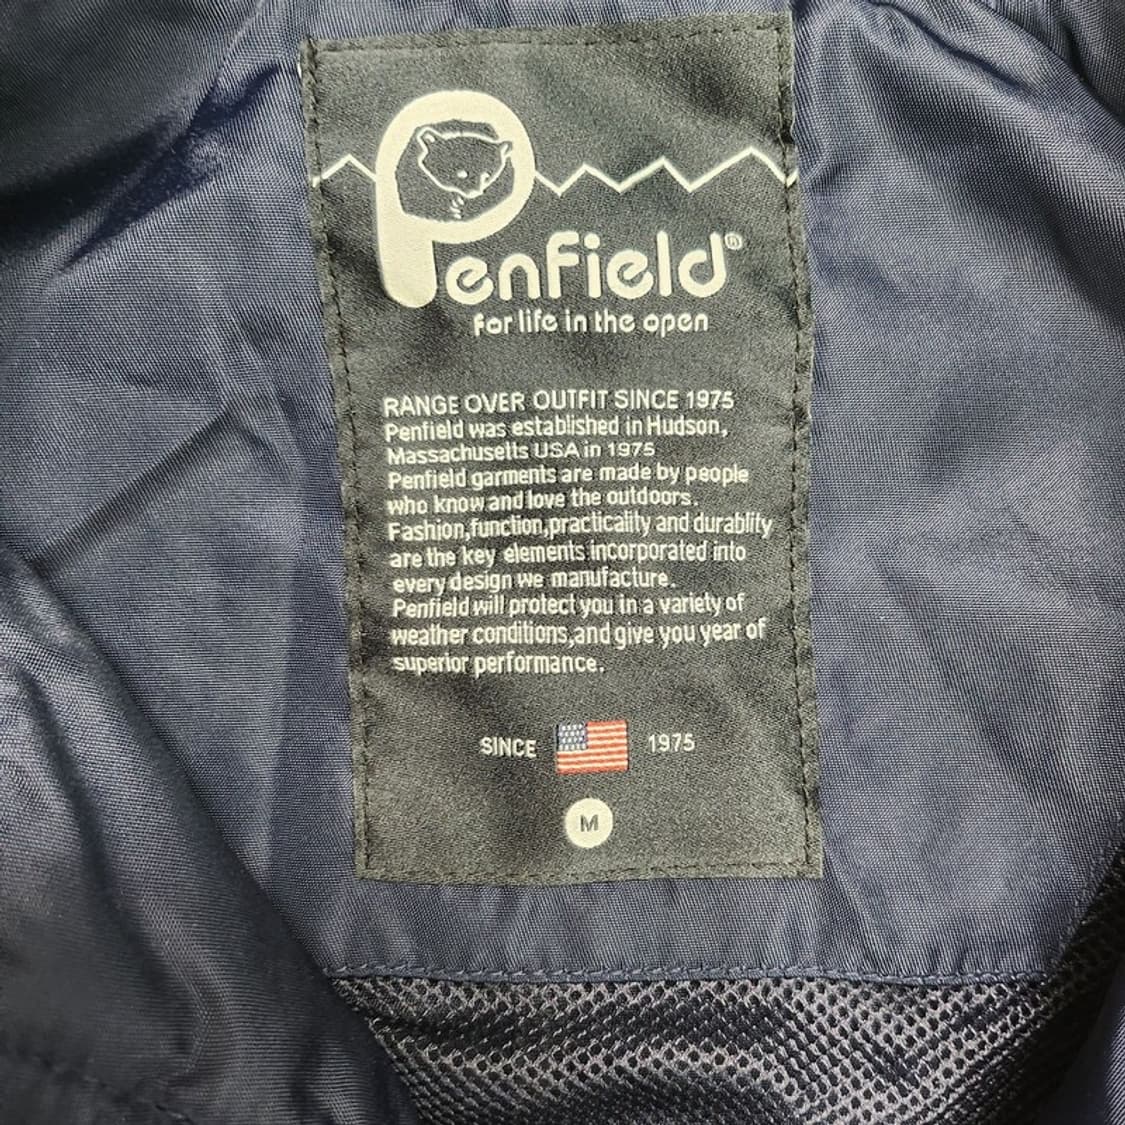 Penfield®
for life in the open
RANGE OVER OUTFIT SINCE 1975
Penfield was established in Hudson,
Massachusetts USA in 1975
Penfield garments are made by people
who know and love the outdoors.
Fashion,function,practicality and durablity
are the key elements incorporated into
every design we manufacture.
Penfield will protect you in a variety of
weather conditions,and give you year of
superior performance.
SINCE 1975
M